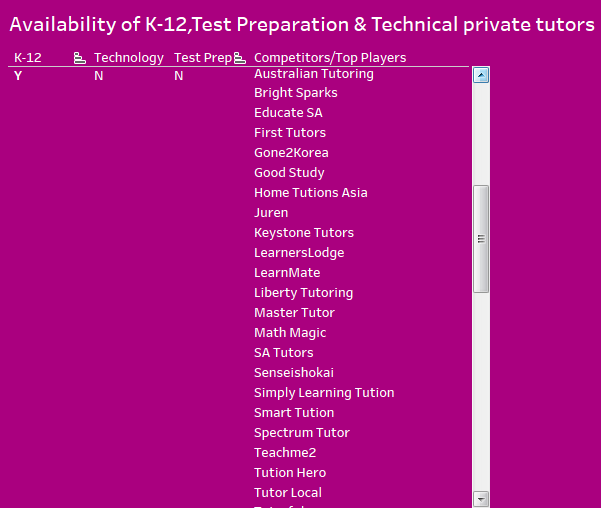 Availability of K-12,Test Preparation & Technical private tutors
K-12 Technology Test Prep Competitors/Top Players
Y N N Australian Tutoring
Bright Sparks
Educate SA
First Tutors
Gone2Korea
Good Study
Home Tutions Asia
Juren
Keystone Tutors
LearnersLodge
LearnMate
Liberty Tutoring
Master Tutor
Math Magic
SA Tutors
Senseishokai
Simply Learning Tution
Smart Tution
Spectrum Tutor
Teachme2
Tution Hero
Tutor Local